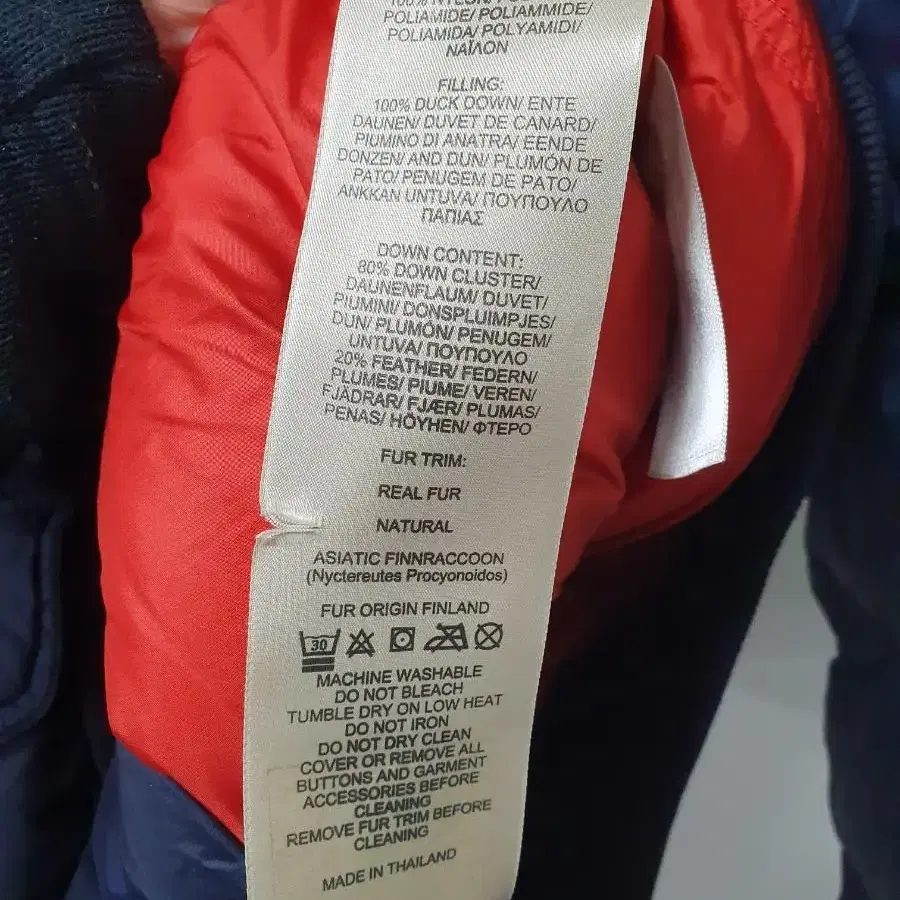 POLIAMIDE/ POLIAMMIDE/
POLIAMIDA/ POLYAMIDI/
ΝΑΪΛΟΝ
FILLING:
100% DUCK DOWN/ ENTE
DAUNEN/ DUVET DE CANARD/
PIUMINO DI ANATRA/ EENDE
DONZEN/ AND DUN/ PLUMÓN DE
PATO/ PENUGEM DE PATO/
ANKKAN UNTUVA/ ΠΟΥΠΟΥΛΟ
ΠΑΠΙΑΣ
DOWN CONTENT:
80% DOWN CLUSTER/
DAUNENFLAUM/ DUVET/
PIUMINI/ DONSPLUIMPJES/
DUN/ PLUMÓN/ PENUGEM/
UNTUVA/ ΠΟΥΠΟΥΛΟ
20% FEATHER/ FEDERN/
PLUMES/ PIUME/ VEREN/
FJÄDRAR/ FJÆR/ PLUMAS/
PENAS/ HÖYHEN/ ΦΤΕΡΟ
FUR TRIM:
REAL FUR
NATURAL
ASIATIC FINNRACCOON
(Nyctereutes Procyonoidos)
FUR ORIGIN FINLAND
30
MACHINE WASHABLE
DO NOT BLEACH
TUMBLE DRY ON LOW HEAT
DO NOT IRON
DO NOT DRY CLEAN
COVER OR REMOVE ALL
BUTTONS AND GARMENT
ACCESSORIES BEFORE
CLEANING
REMOVE FUR TRIM BEFORE
CLEANING
MADE IN THAILAND